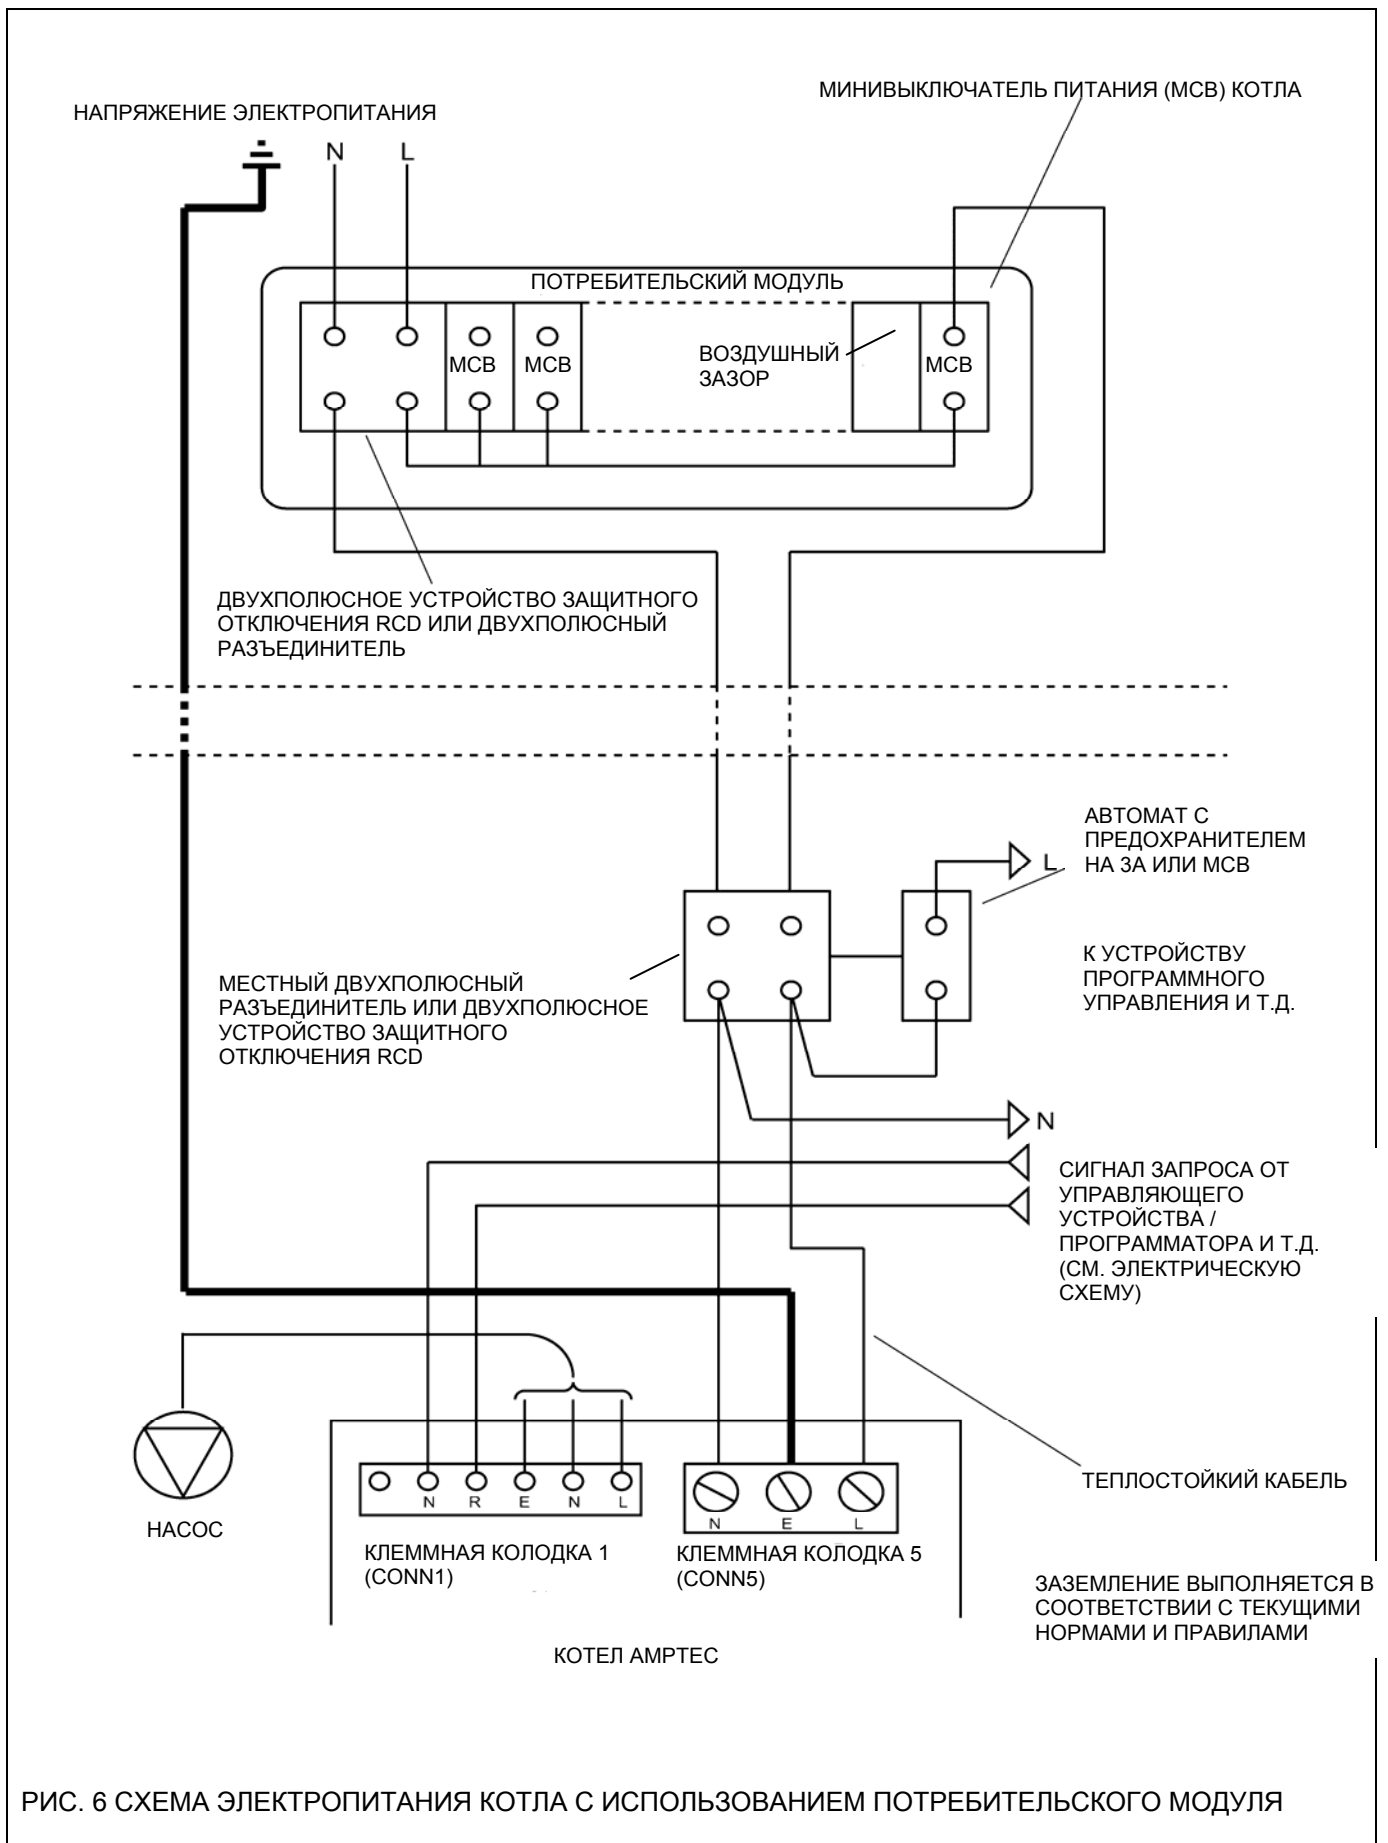 МИНИВЫКЛЮЧАТЕЛЬ ПИТАНИЯ (МСВ) КОТЛА
НАПРЯЖЕНИЕ ЭЛЕКТРОПИТАНИЯ
N L
ПОТРЕБИТЕЛЬСКИЙ МОДУЛЬ
МСВ
МСВ
ВОЗДУШНЫЙ
ЗАЗОР
МСВ
ДВУХПОЛЮСНОЕ УСТРОЙСТВО ЗАЩИТНОГО
ОТКЛЮЧЕНИЯ RCD ИЛИ ДВУХПОЛЮСНЫЙ
РАЗЪЕДИНИТЕЛЬ
АВТОМАТ С
ПРЕДОХРАНИТЕЛЕМ
НА 3А ИЛИ МСВ
L
К УСТРОЙСТВУ
ПРОГРАММНОГО
УПРАВЛЕНИЯ И Т.Д.
МЕСТНЫЙ ДВУХПОЛЮСНЫЙ
РАЗЪЕДИНИТЕЛЬ ИЛИ ДВУХПОЛЮСНОЕ
УСТРОЙСТВО ЗАЩИТНОГО
ОТКЛЮЧЕНИЯ RCD
N
СИГНАЛ ЗАПРОСА ОТ
УПРАВЛЯЮЩЕГО
УСТРОЙСТВА /
ПРОГРАММАТОРА И Т.Д.
(СМ. ЭЛЕКТРИЧЕСКУЮ
СХЕМУ)
ТЕПЛОСТОЙКИЙ КАБЕЛЬ
N R E N L
N E L
НАСОС
КЛЕММНАЯ КОЛОДКА 1
(CONN1)
КЛЕММНАЯ КОЛОДКА 5
(CONN5)
ЗАЗЕМЛЕНИЕ ВЫПОЛНЯЕТСЯ В
СООТВЕТСТВИИ С ТЕКУЩИМИ
НОРМАМИ И ПРАВИЛАМИ
КОТЕЛ AMPTEC
РИС. 6 СХЕМА ЭЛЕКТРОПИТАНИЯ КОТЛА С ИСПОЛЬЗОВАНИЕМ ПОТРЕБИТЕЛЬСКОГО МОДУЛЯ